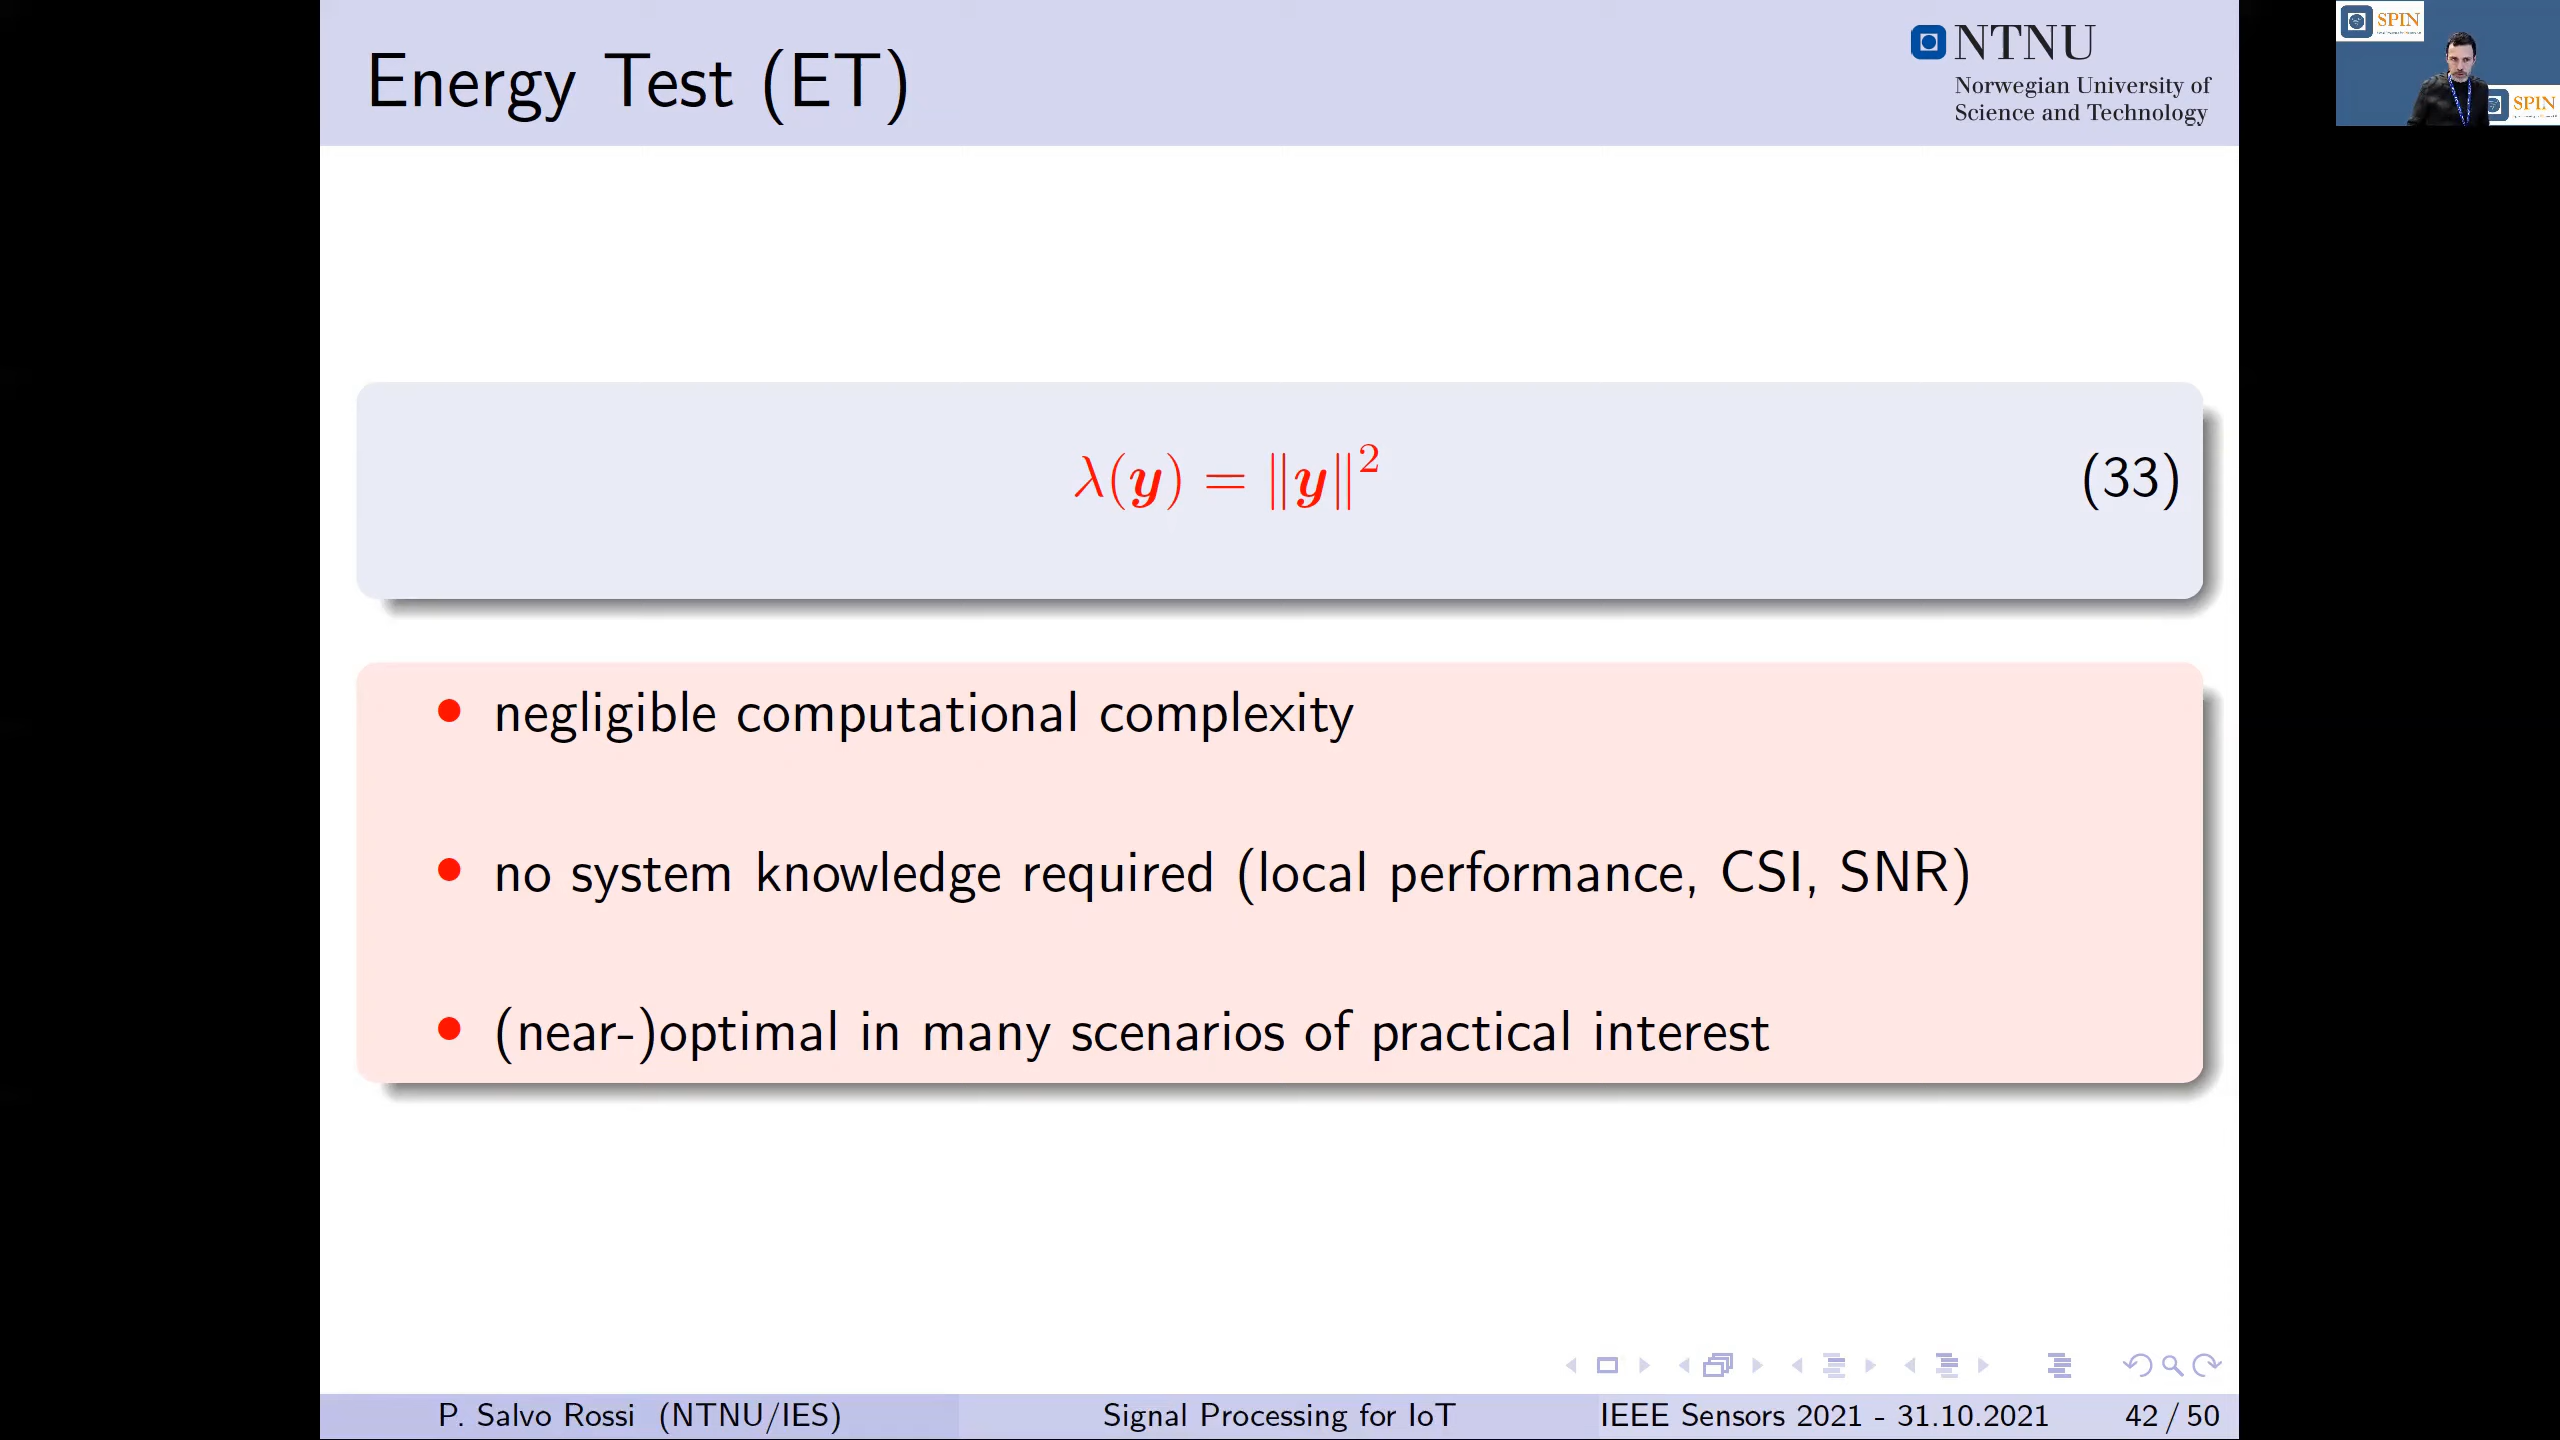 Energy Test (ET)
NTNU
Norwegian University of
Science and Technology
SPIN
SPIN
λ(y) = ‖y‖² (33)
• negligible computational complexity
• no system knowledge required (local performance, CSI, SNR)
• (near-)optimal in many scenarios of practical interest
P. Salvo Rossi (NTNU/IES) Signal Processing for IoT IEEE Sensors 2021 - 31.10.2021 42 / 50